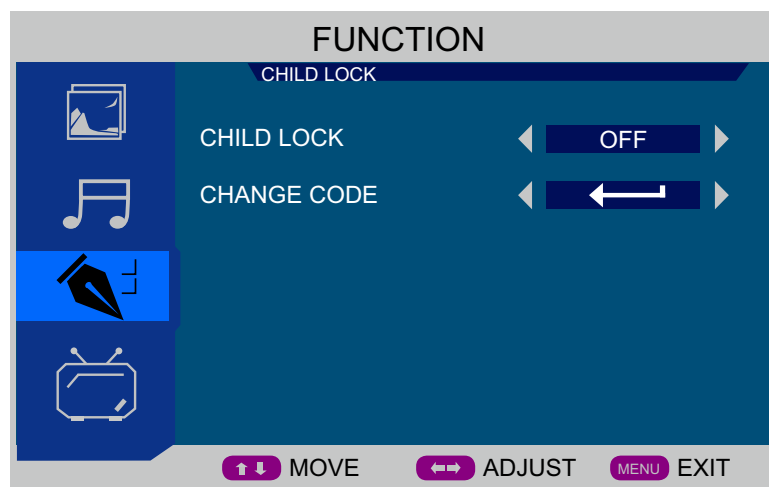 FUNCTION
CHILD LOCK
CHILD LOCK OFF
CHANGE CODE
MOVE ADJUST MENU EXIT